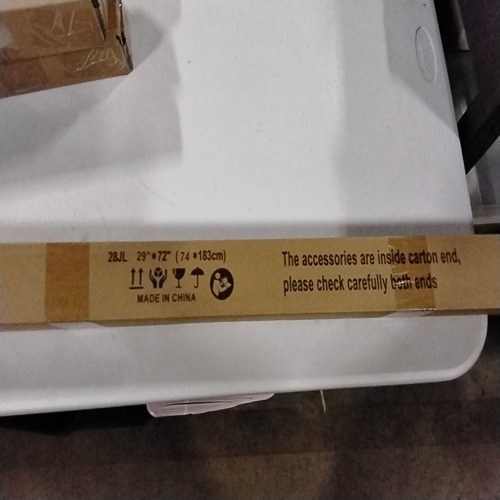 28JL 29"*72" (74 *183cm)
MADE IN CHINA
The accessories are inside carton end,
please check carefully both ends